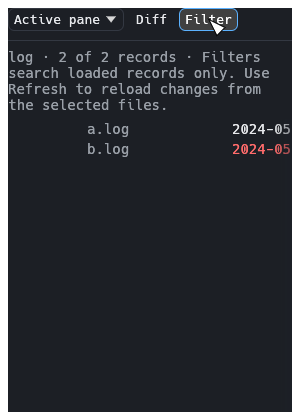 Active pane Diff Filter
log · 2 of 2 records · Filters
search loaded records only. Use
Refresh to reload changes from
the selected files.
a.log 2024-05
b.log 2024-05